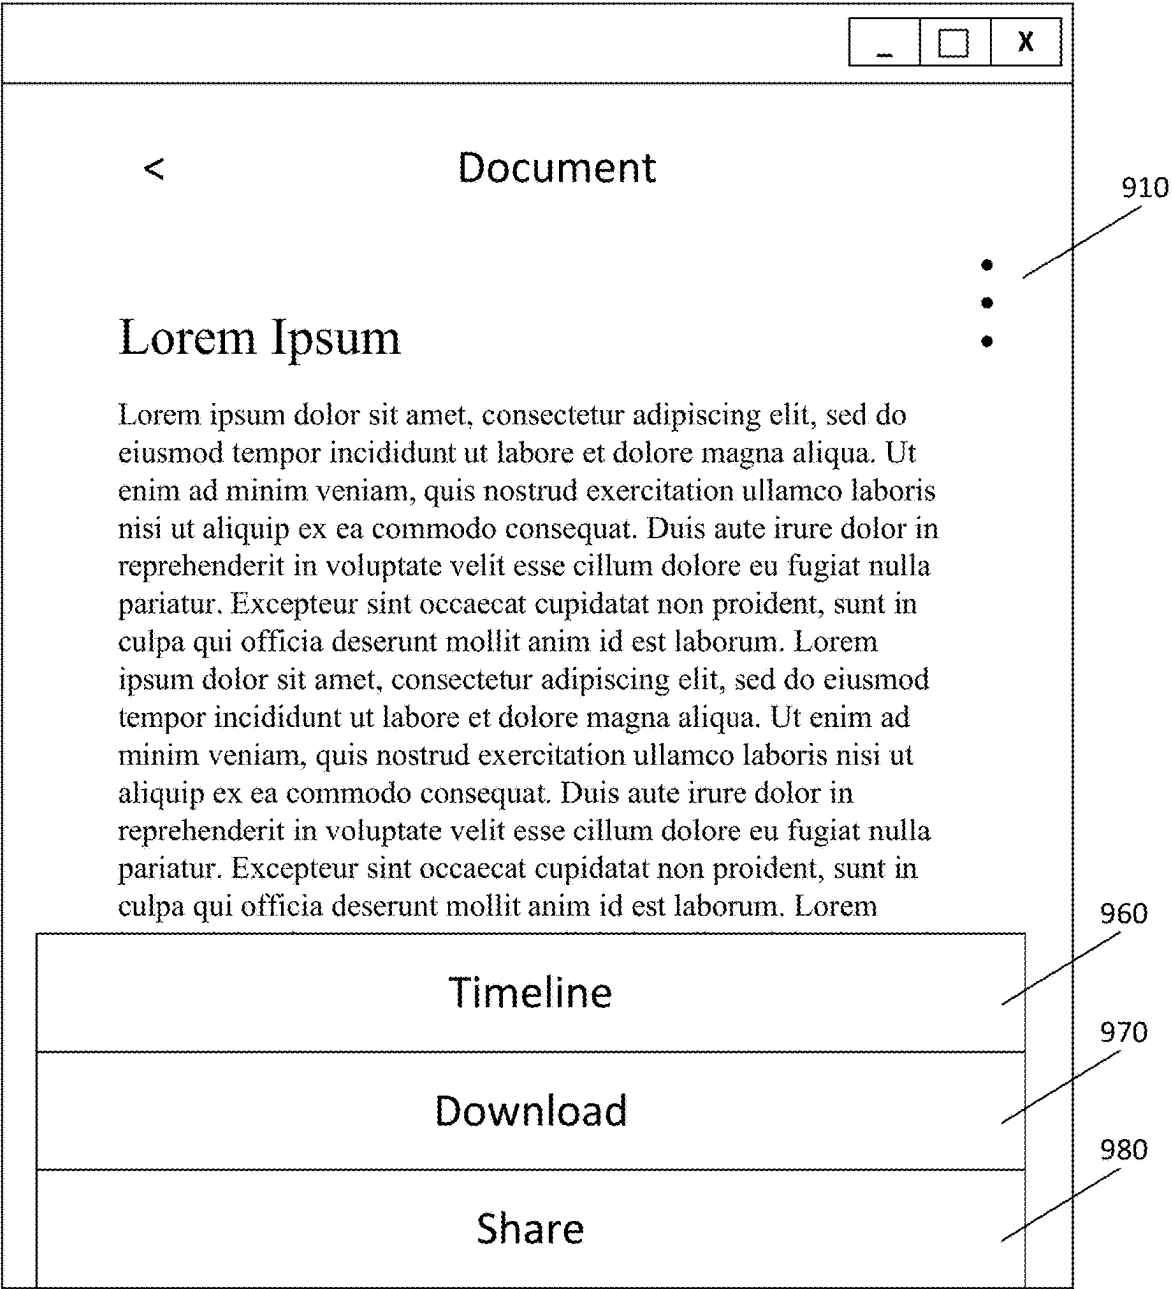 _ □ X
< Document
910
Lorem Ipsum
Lorem ipsum dolor sit amet, consectetur adipiscing elit, sed do
eiusmod tempor incididunt ut labore et dolore magna aliqua. Ut
enim ad minim veniam, quis nostrud exercitation ullamco laboris
nisi ut aliquip ex ea commodo consequat. Duis aute irure dolor in
reprehenderit in voluptate velit esse cillum dolore eu fugiat nulla
pariatur. Excepteur sint occaecat cupidatat non proident, sunt in
culpa qui officia deserunt mollit anim id est laborum. Lorem
ipsum dolor sit amet, consectetur adipiscing elit, sed do eiusmod
tempor incididunt ut labore et dolore magna aliqua. Ut enim ad
minim veniam, quis nostrud exercitation ullamco laboris nisi ut
aliquip ex ea commodo consequat. Duis aute irure dolor in
reprehenderit in voluptate velit esse cillum dolore eu fugiat nulla
pariatur. Excepteur sint occaecat cupidatat non proident, sunt in
culpa qui officia deserunt mollit anim id est laborum. Lorem
960
Timeline
970
Download
980
Share